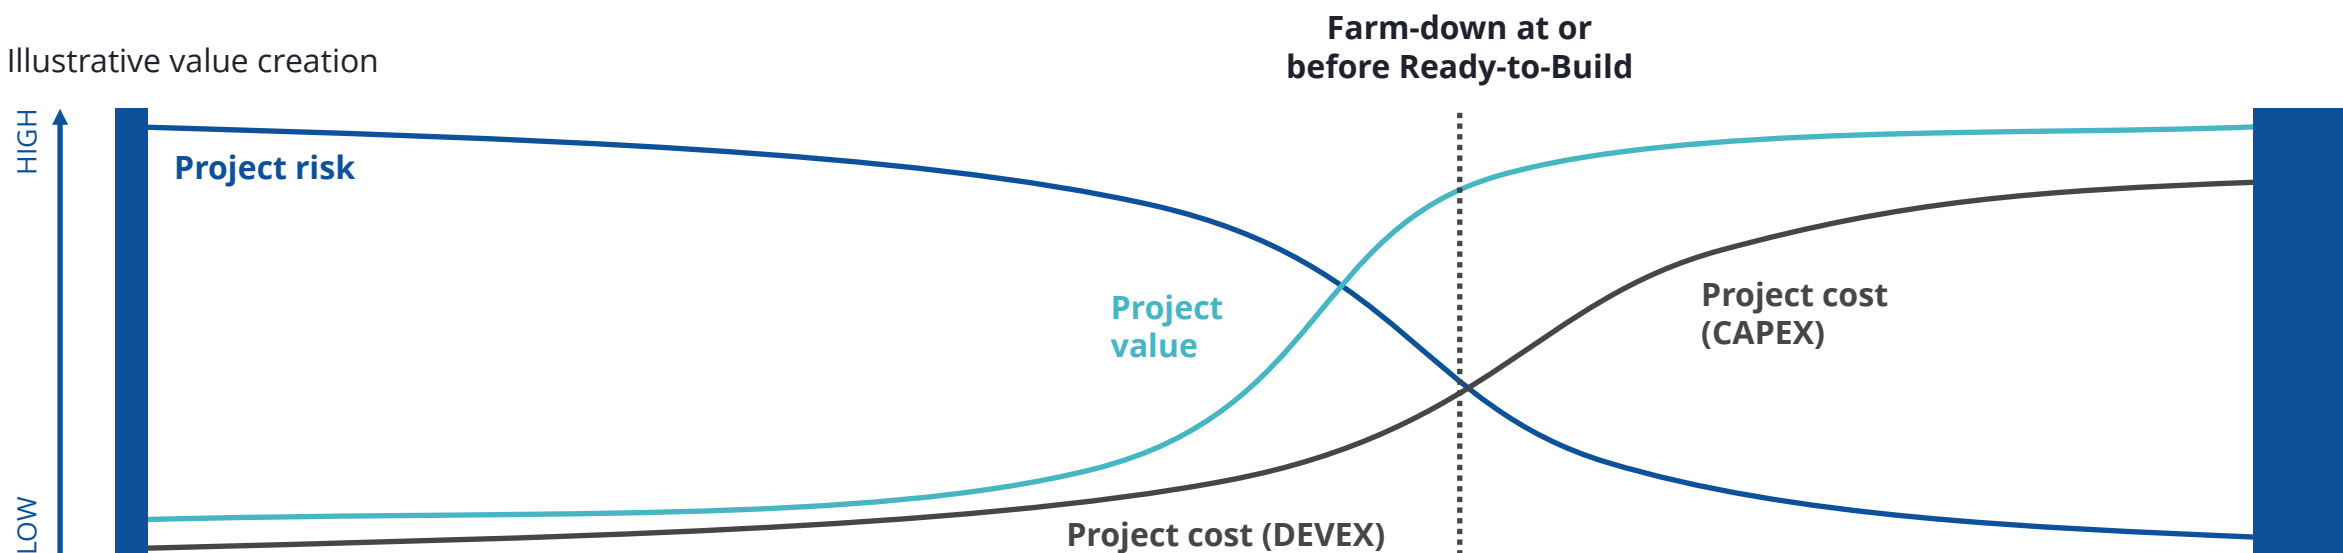 Farm-down at or
before Ready-to-Build
Illustrative value creation
HIGH
Project risk
Project
value
Project cost
(CAPEX)
LOW
Project cost (DEVEX)